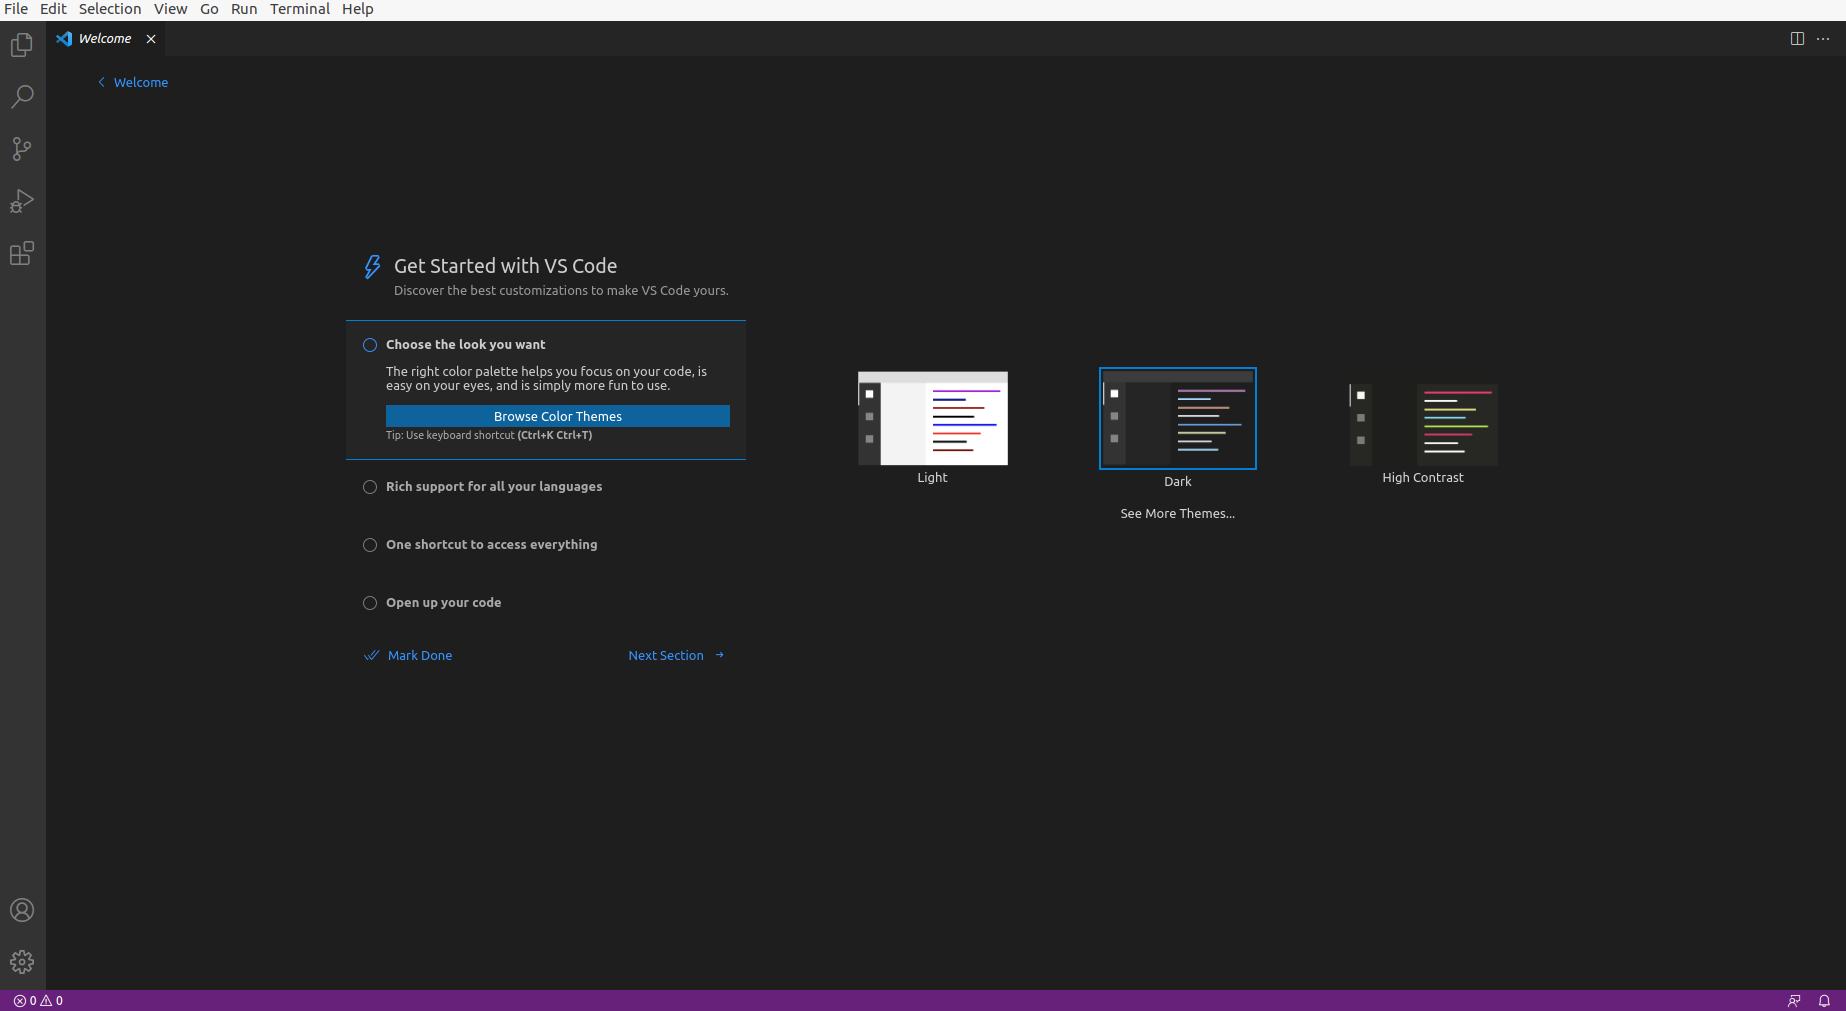 File Edit Selection View Go Run Terminal Help
Welcome
Welcome
Get Started with VS Code
Discover the best customizations to make VS Code yours.
Choose the look you want
The right color palette helps you focus on your code, is
easy on your eyes, and is simply more fun to use.
Browse Color Themes
Tip: Use keyboard shortcut (Ctrl+K Ctrl+T)
Rich support for all your languages
One shortcut to access everything
Open up your code
Mark Done
Next Section
Light
Dark
High Contrast
See More Themes...
0 0